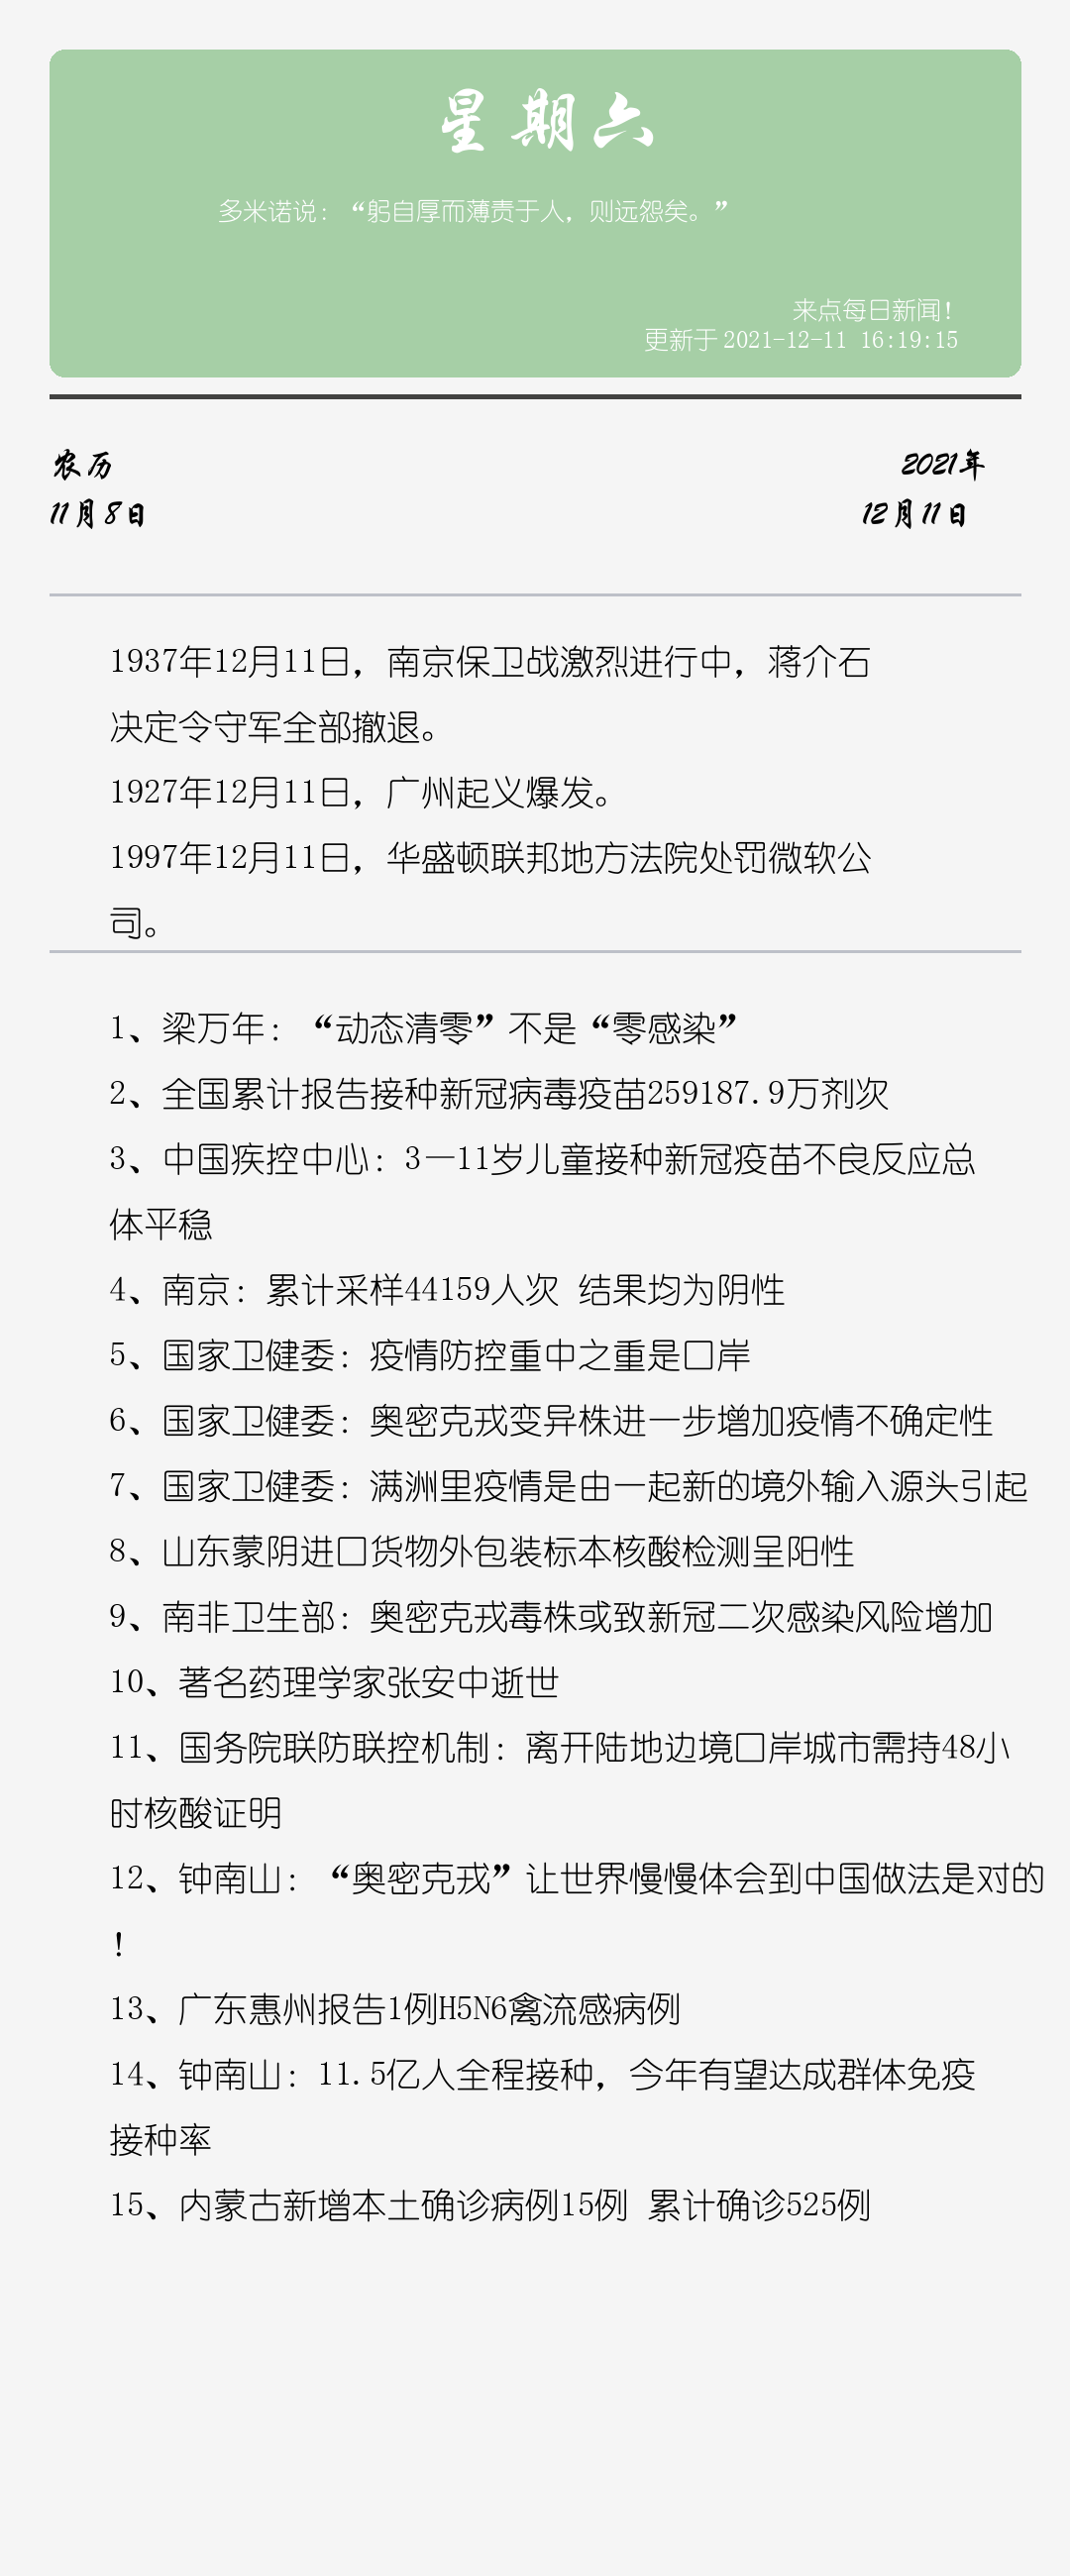 星期六
多米诺说：“躬自厚而薄责于人，则远怨矣。”
来点每日新闻！
更新于 2021-12-11 16:19:15
农历
2021年
11月8日
12月11日
1937年12月11日，南京保卫战激烈进行中，蒋介石
决定令守军全部撤退。
1927年12月11日，广州起义爆发。
1997年12月11日，华盛顿联邦地方法院处罚微软公
司。
1、梁万年：“动态清零”不是“零感染”
2、全国累计报告接种新冠病毒疫苗259187.9万剂次
3、中国疾控中心：3—11岁儿童接种新冠疫苗不良反应总
体平稳
4、南京：累计采样44159人次 结果均为阴性
5、国家卫健委：疫情防控重中之重是口岸
6、国家卫健委：奥密克戎变异株进一步增加疫情不确定性
7、国家卫健委：满洲里疫情是由一起新的境外输入源头引起
8、山东蒙阴进口货物外包装标本核酸检测呈阳性
9、南非卫生部：奥密克戎毒株或致新冠二次感染风险增加
10、著名药理学家张安中逝世
11、国务院联防联控机制：离开陆地边境口岸城市需持48小
时核酸证明
12、钟南山：“奥密克戎”让世界慢慢体会到中国做法是对的
！
13、广东惠州报告1例H5N6禽流感病例
14、钟南山：11.5亿人全程接种，今年有望达成群体免疫
接种率
15、内蒙古新增本土确诊病例15例 累计确诊525例